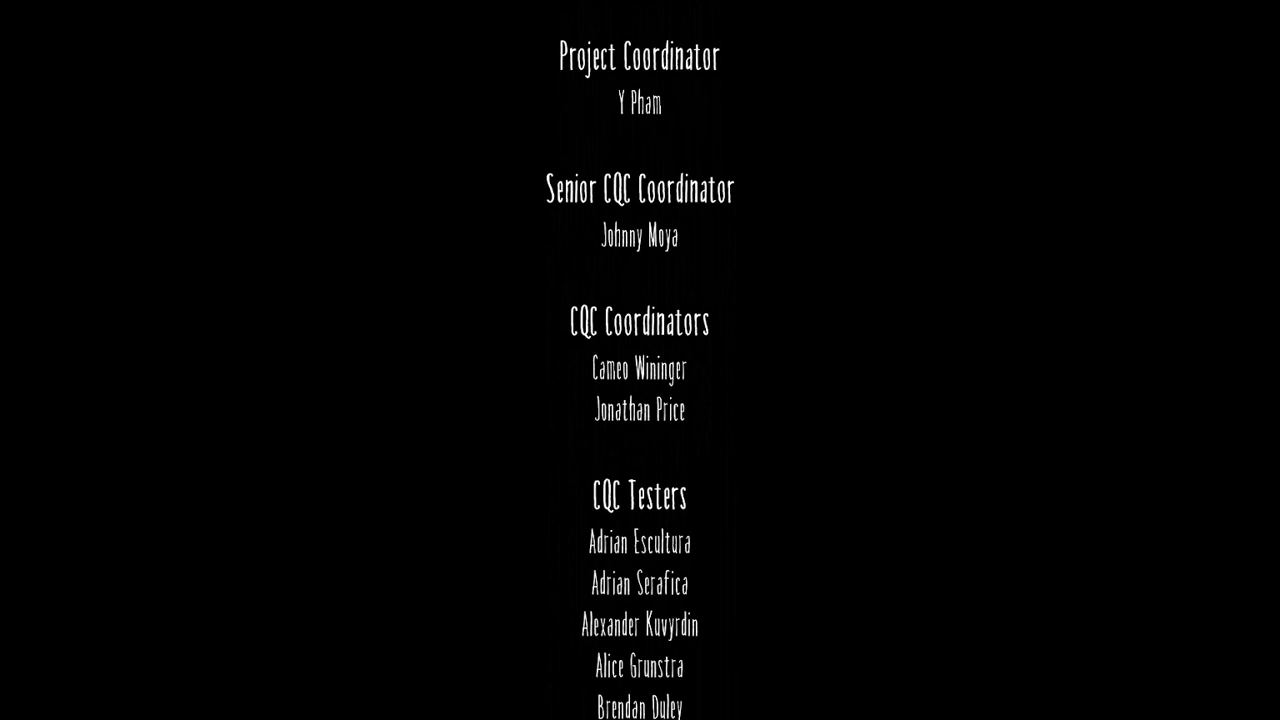 Project Coordinator
Y Pham
Senior CQC Coordinator
Johnny Moya
CQC Coordinators
Cameo Wininger
Jonathan Price
CQC Testers
Adrian Escultura
Adrian Serafica
Alexander Kuvyrdin
Alice Grunstra
Brendan Duley